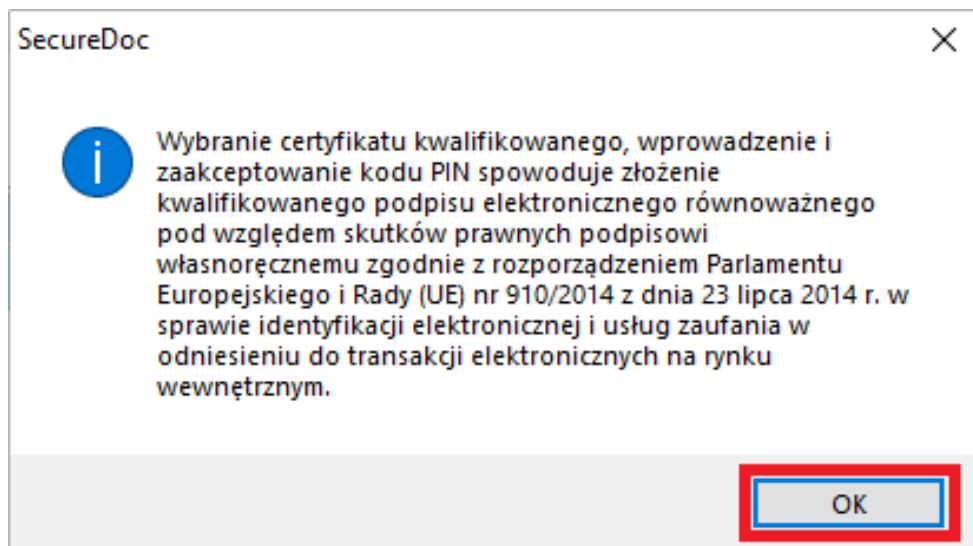 SecureDoc
Wybranie certyfikatu kwalifikowanego, wprowadzenie i
zaakceptowanie kodu PIN spowoduje złożenie
kwalifikowanego podpisu elektronicznego równoważnego
pod względem skutków prawnych podpisowi
własnoręcznemu zgodnie z rozporządzeniem Parlamentu
Europejskiego i Rady (UE) nr 910/2014 z dnia 23 lipca 2014 r. w
sprawie identyfikacji elektronicznej i usług zaufania w
odniesieniu do transakcji elektronicznych na rynku
wewnętrznym.
OK